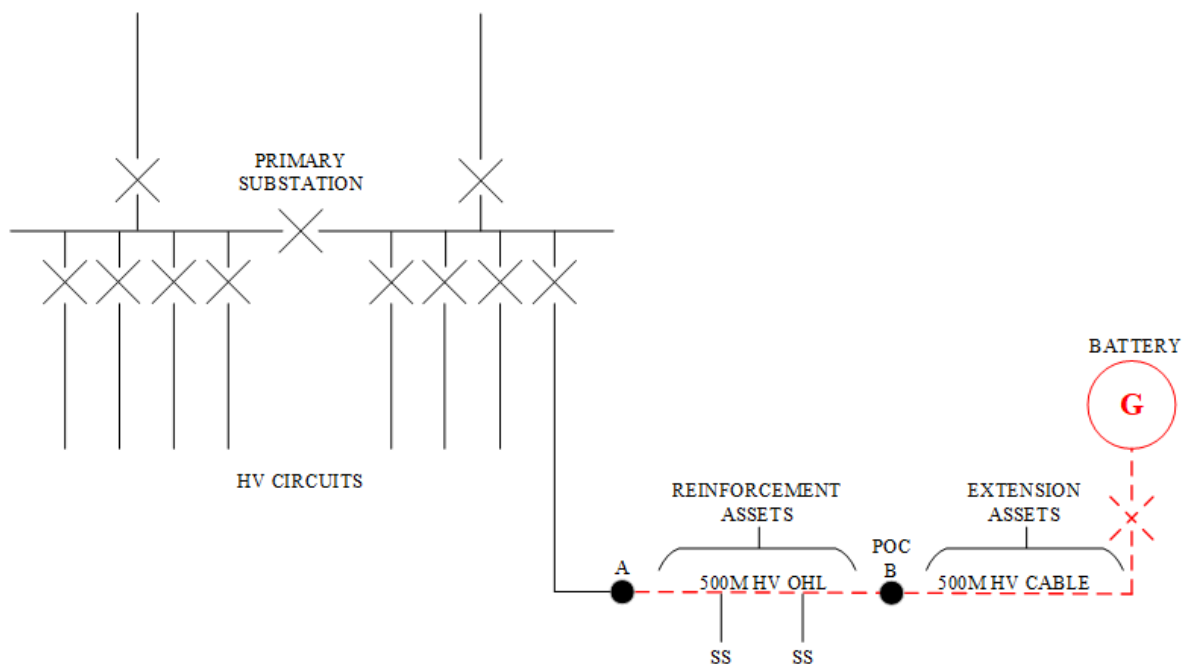 PRIMARY
SUBSTATION
HV CIRCUITS
BATTERY
G
REINFORCEMENT
ASSETS
EXTENSION
ASSETS
A
POC
B
500M HV OHL
500M HV CABLE
SS
SS